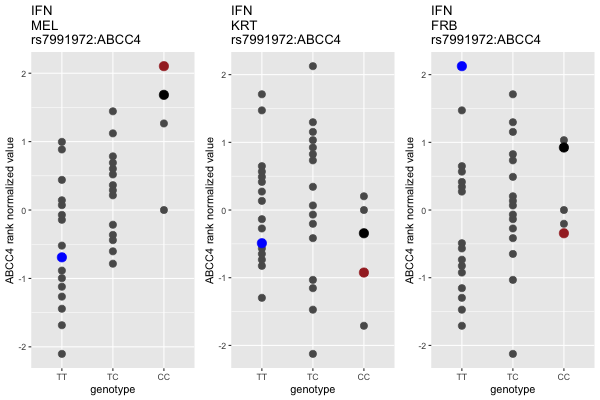 IFN
MEL
rs7991972:ABCC4
ABCC4 rank normalized value
2
1
0
-1
-2
TT TC CC
genotype
IFN
KRT
rs7991972:ABCC4
ABCC4 rank normalized value
2
1
0
-1
-2
TT TC CC
genotype
IFN
FRB
rs7991972:ABCC4
ABCC4 rank normalized value
2
1
0
-1
-2
TT TC CC
genotype